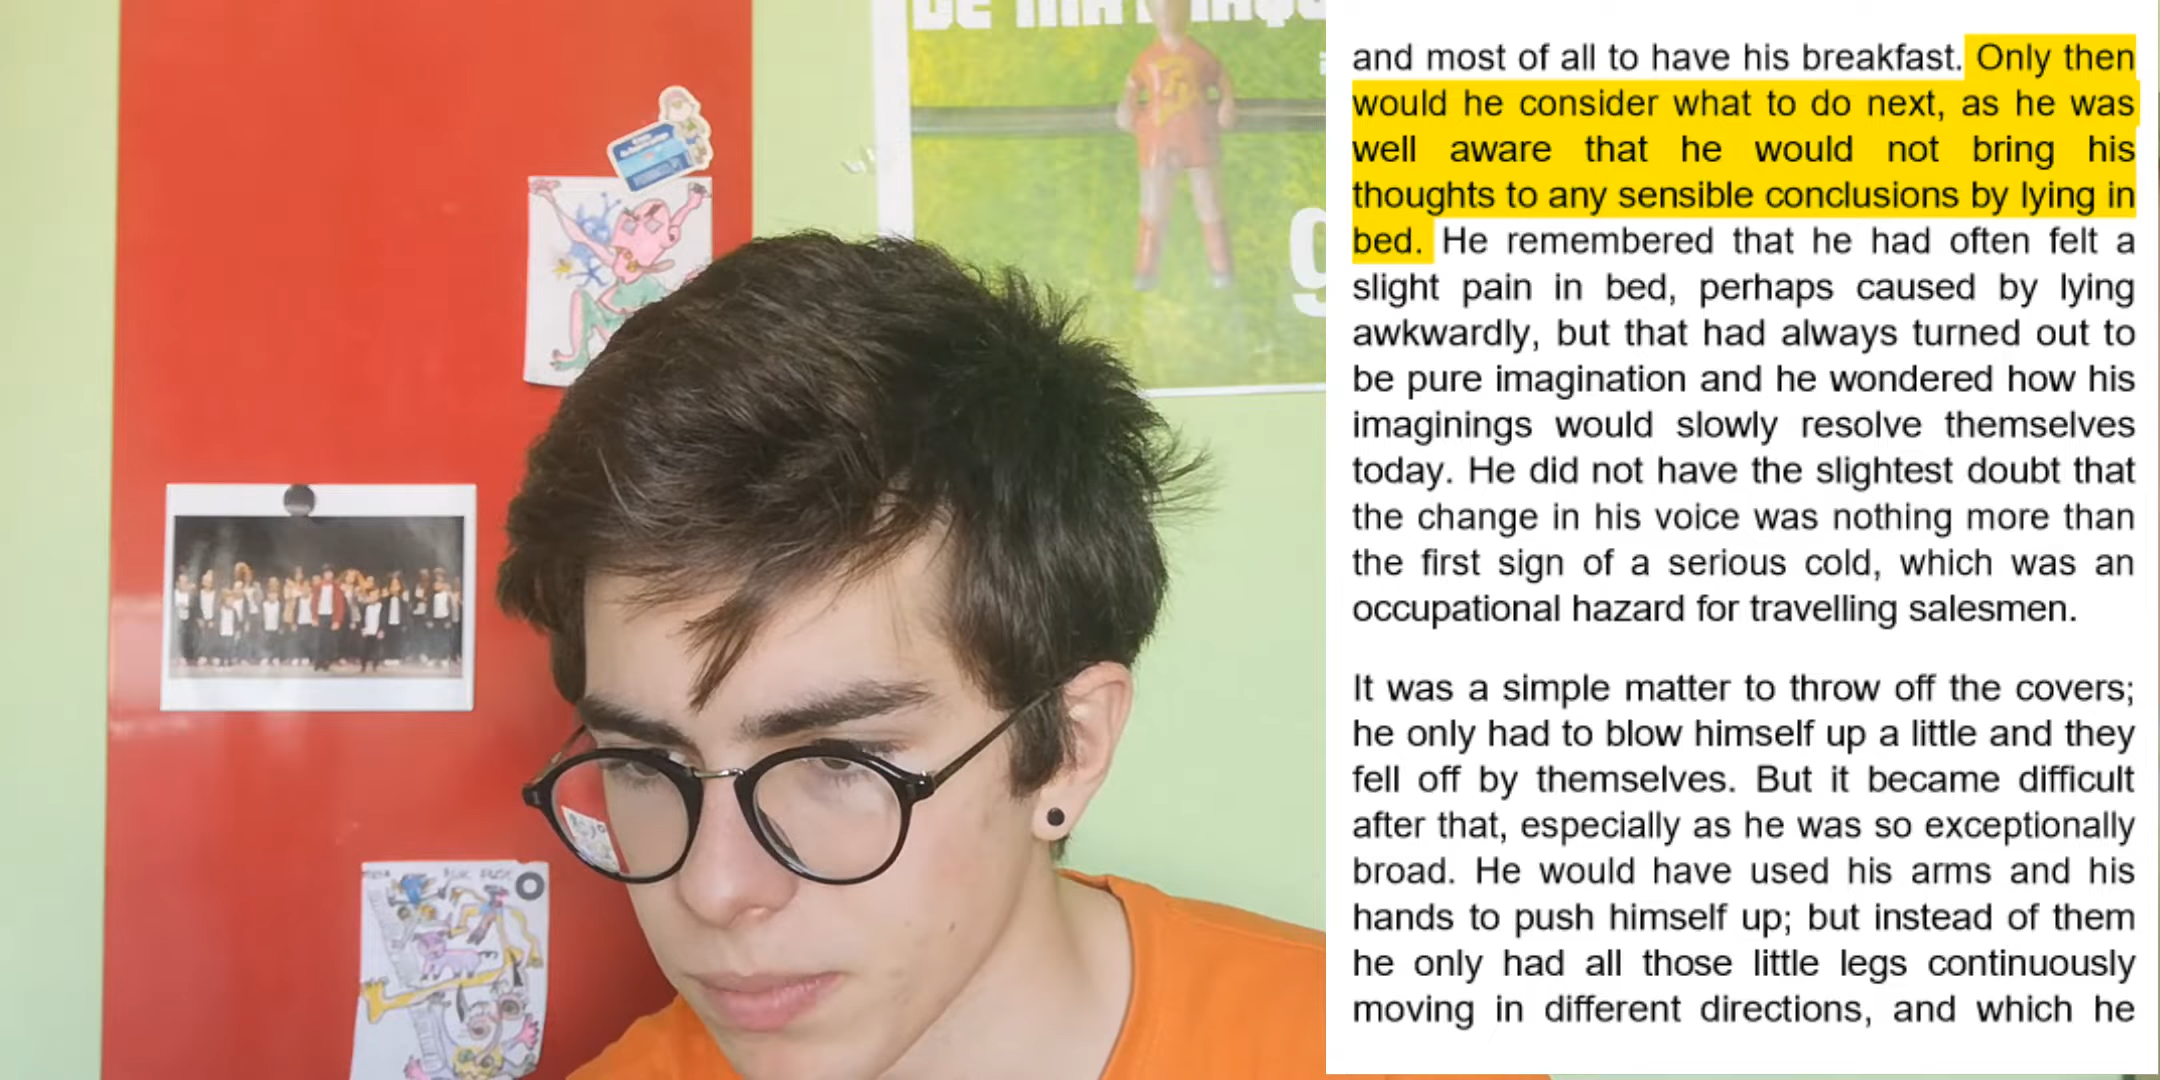 and most of all to have his breakfast. Only then
would he consider what to do next, as he was
well aware that he would not bring his
thoughts to any sensible conclusions by lying in
bed. He remembered that he had often felt a
slight pain in bed, perhaps caused by lying
awkwardly, but that had always turned out to
be pure imagination and he wondered how his
imaginings would slowly resolve themselves
today. He did not have the slightest doubt that
the change in his voice was nothing more than
the first sign of a serious cold, which was an
occupational hazard for travelling salesmen.
It was a simple matter to throw off the covers;
he only had to blow himself up a little and they
fell off by themselves. But it became difficult
after that, especially as he was so exceptionally
broad. He would have used his arms and his
hands to push himself up; but instead of them
he only had all those little legs continuously
moving in different directions, and which he